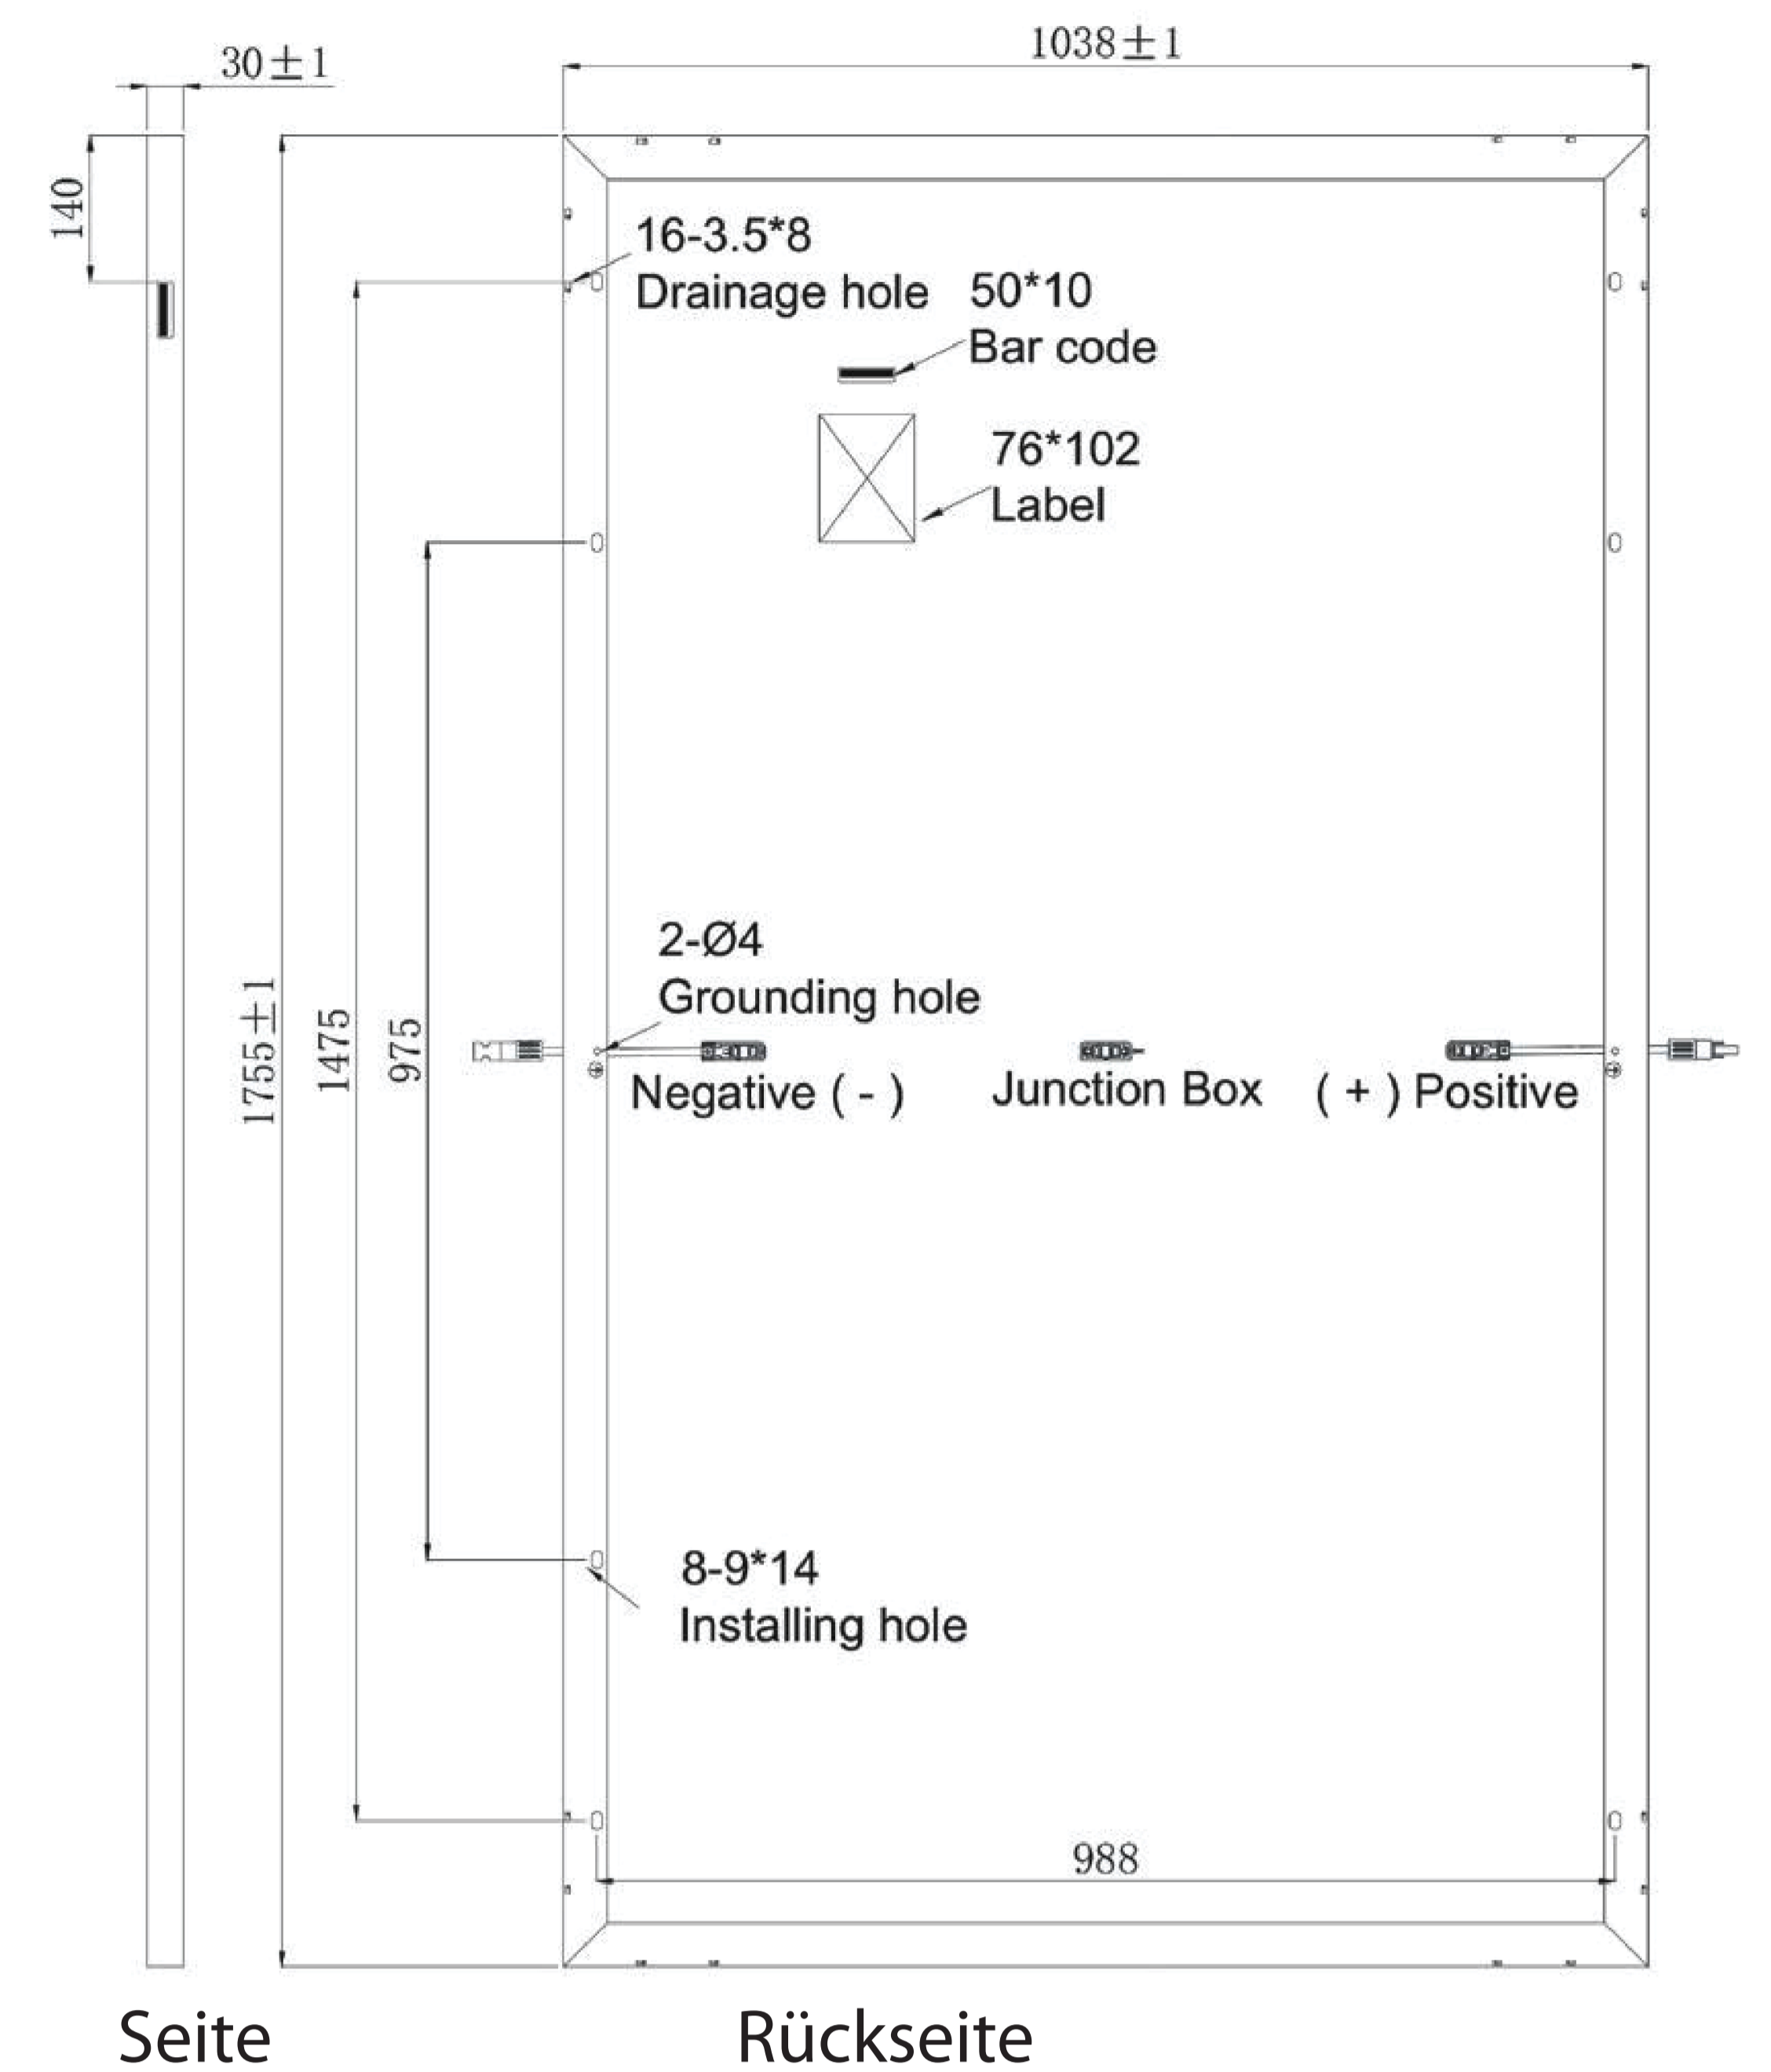 30±1
1038±1
140
16-3.5*8
Drainage hole
50*10
Bar code
76*102
Label
2-Ø4
Grounding hole
1755±1
1475
975
Negative ( - )
Junction Box
( + ) Positive
8-9*14
Installing hole
988
Seite
Rückseite